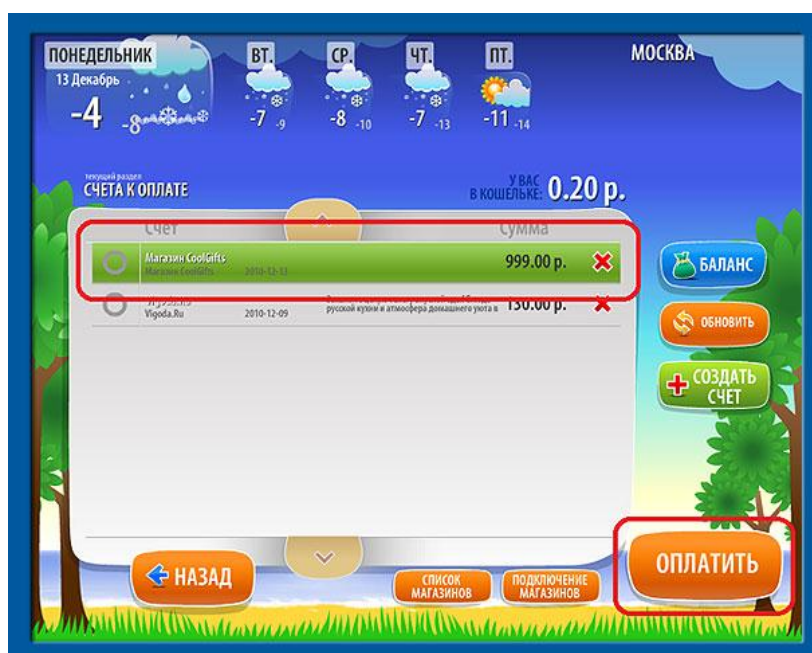 ПОНЕДЕЛЬНИК
13 Декабрь
-4 -8
ВТ.
-7 -9
СР.
-8 -10
ЧТ.
-7 -13
ПТ.
-11 -14
МОСКВА
текущий раздел
СЧЕТА К ОПЛАТЕ
У ВАС
В КОШЕЛЬКЕ: 0.20 р.
Счет Сумма
Магазин CoolGifts 999.00 р.
Магазин CoolGifts 2010-12-13
130.00 р.
Vigoda.Ru 2010-12-09 русской кухни и атмосфера домашнего уюта в
БАЛАНС
ОБНОВИТЬ
СОЗДАТЬ
СЧЕТ
НАЗАД
СПИСОК
МАГАЗИНОВ
ПОДКЛЮЧЕНИЕ
МАГАЗИНОВ
ОПЛАТИТЬ